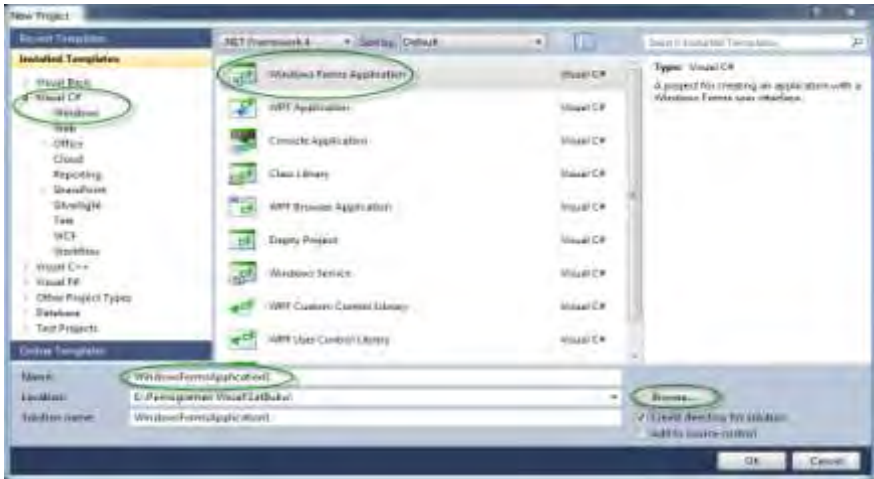 New Project
Recent Templates
Installed Templates
Visual Basic
Visual C#
Windows
Web
Office
Cloud
Reporting
SharePoint
Silverlight
Test
WCF
Workflow
Visual C++
Visual F#
Other Project Types
Database
Test Projects
Online Templates
.NET Framework 4
Sort by: Default
Windows Forms Application
Visual C#
WPF Application
Visual C#
Console Application
Visual C#
Class Library
Visual C#
WPF Browser Application
Visual C#
Empty Project
Visual C#
Windows Service
Visual C#
WPF Custom Control Library
Visual C#
WPF User Control Library
Visual C#
Search Installed Templates
Type: Visual C#
A project for creating an application with a
Windows Forms user interface
Name:
WindowsFormsApplication1
Location:
Solution name:
WindowsFormsApplication1
Browse...
Create directory for solution
Add to source control
OK
Cancel